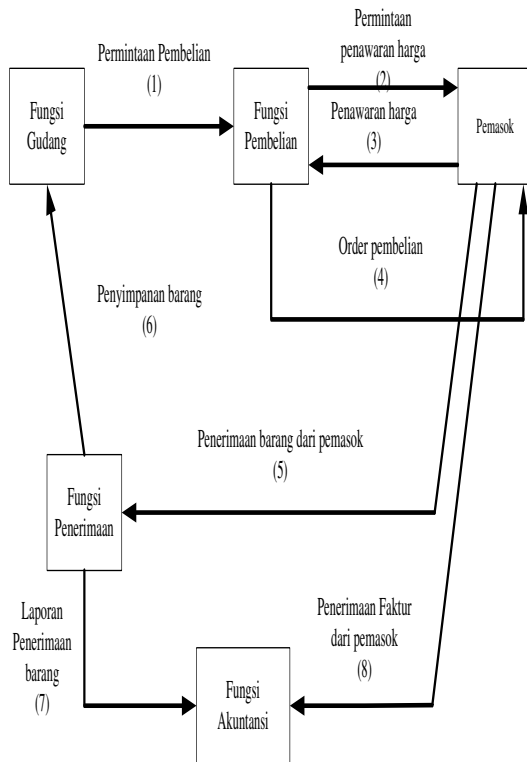 Permintaan Pembelian
(1)
Permintaan
penawaran harga
(2)
Penawaran harga
(3)
Fungsi
Gudang
Fungsi
Pembelian
Pemasok
Order pembelian
(4)
Penyimpanan barang
(6)
Penerimaan barang dari pemasok
(5)
Fungsi
Penerimaan
Laporan
Penerimaan
barang
(7)
Penerimaan Faktur
dari pemasok
(8)
Fungsi
Akuntansi